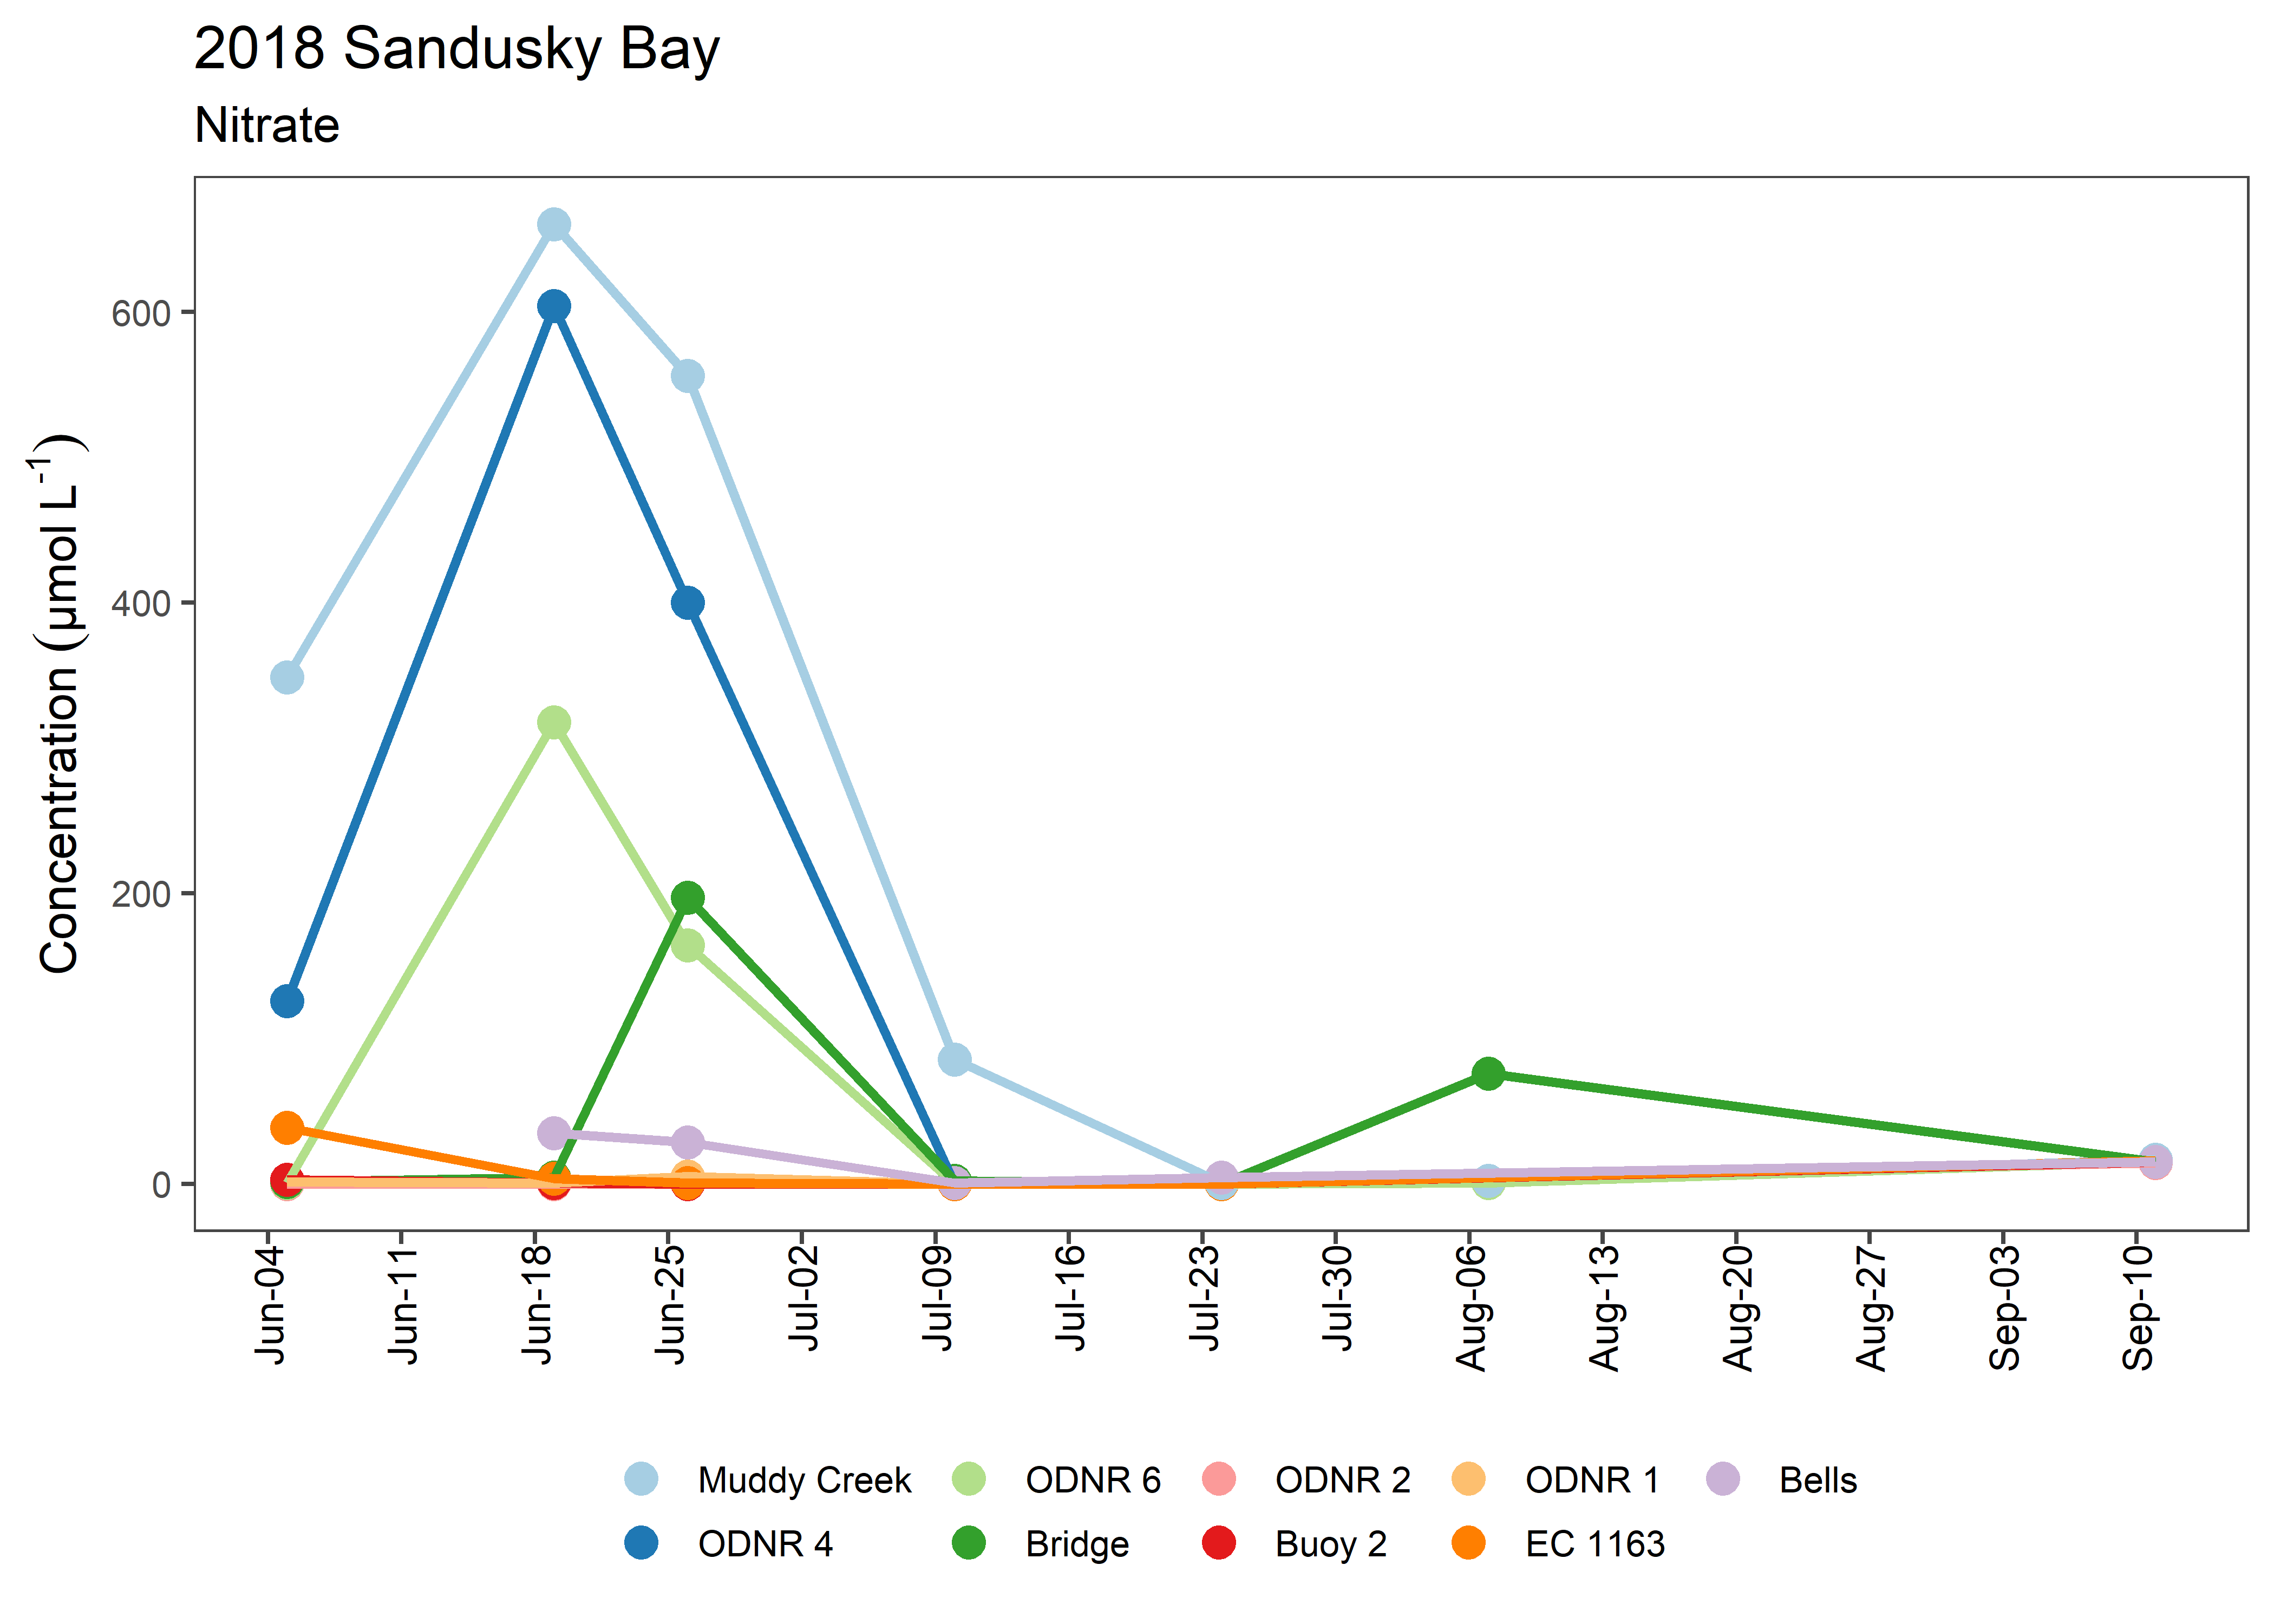 2018 Sandusky Bay
Nitrate
Concentration (µmol L⁻¹)
600
400
200
0
Jun-04
Jun-11
Jun-18
Jun-25
Jul-02
Jul-09
Jul-16
Jul-23
Jul-30
Aug-06
Aug-13
Aug-20
Aug-27
Sep-03
Sep-10
Muddy Creek ODNR 6 ODNR 2 ODNR 1 Bells
ODNR 4 Bridge Buoy 2 EC 1163